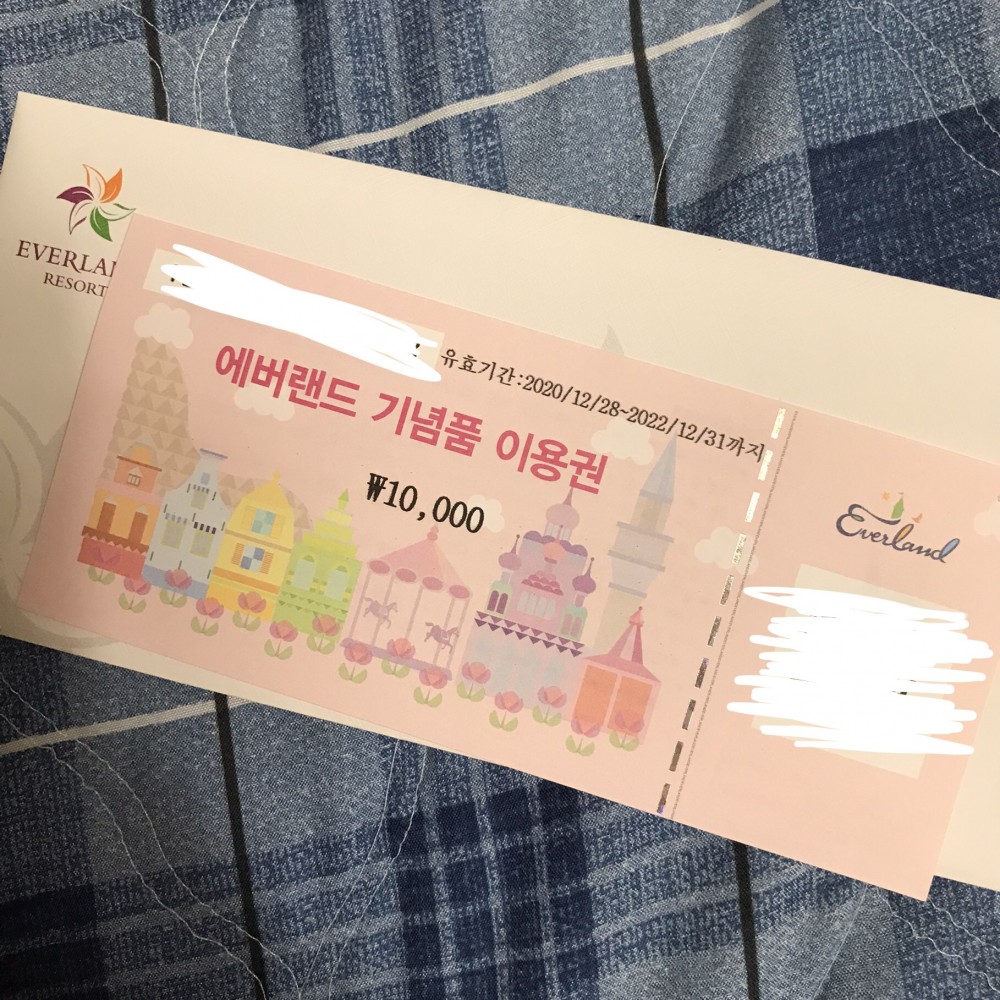 EVERLA
RESORT
유효기간:2020/12/28~2022/12/31까지
에버랜드 기념품 이용권
₩10,000
Everland